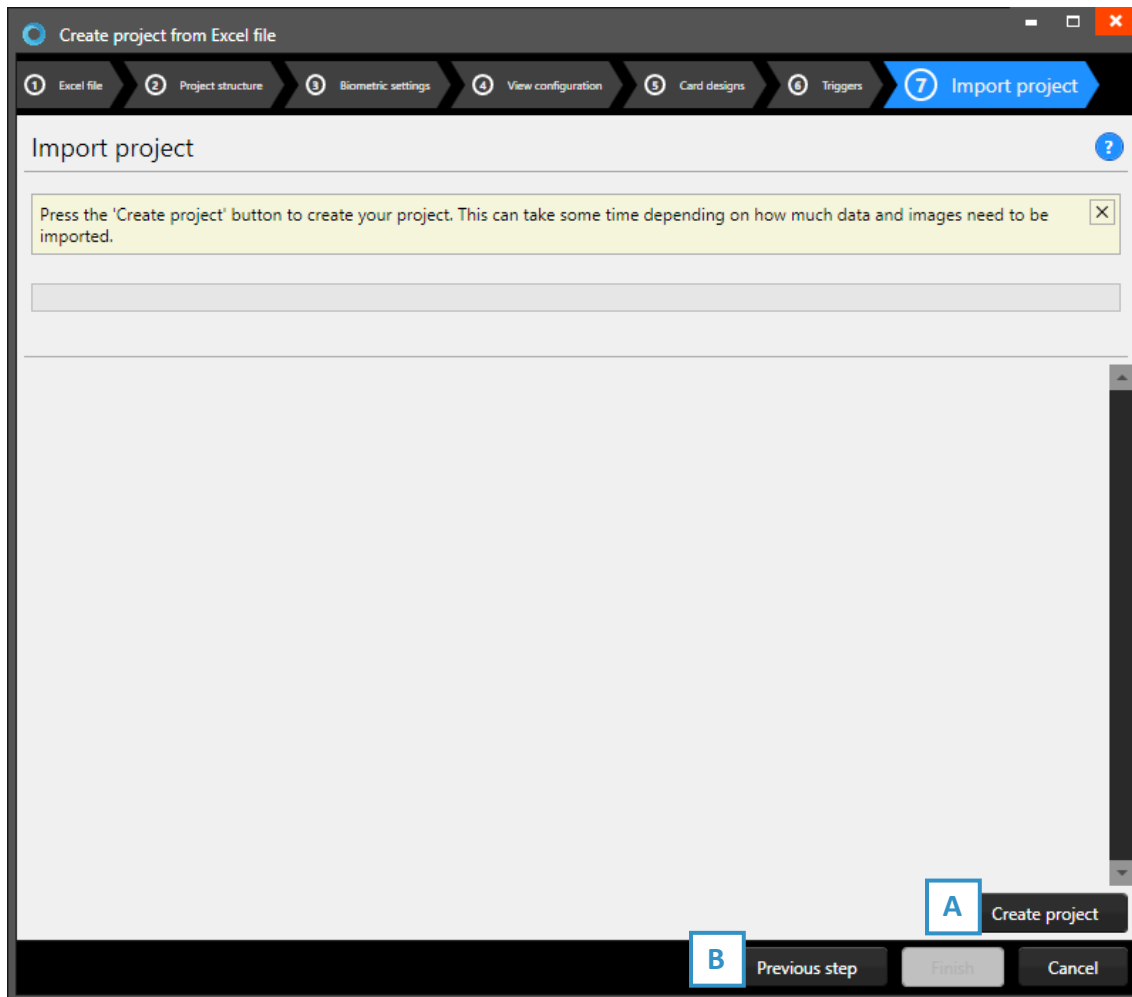 Create project from Excel file
1 Excel file 2 Project structure 3 Biometric settings 4 View configuration 5 Card designs 6 Triggers 7 Import project
Import project
?
Press the 'Create project' button to create your project. This can take some time depending on how much data and images need to be
imported.
A Create project
B Previous step Finish Cancel